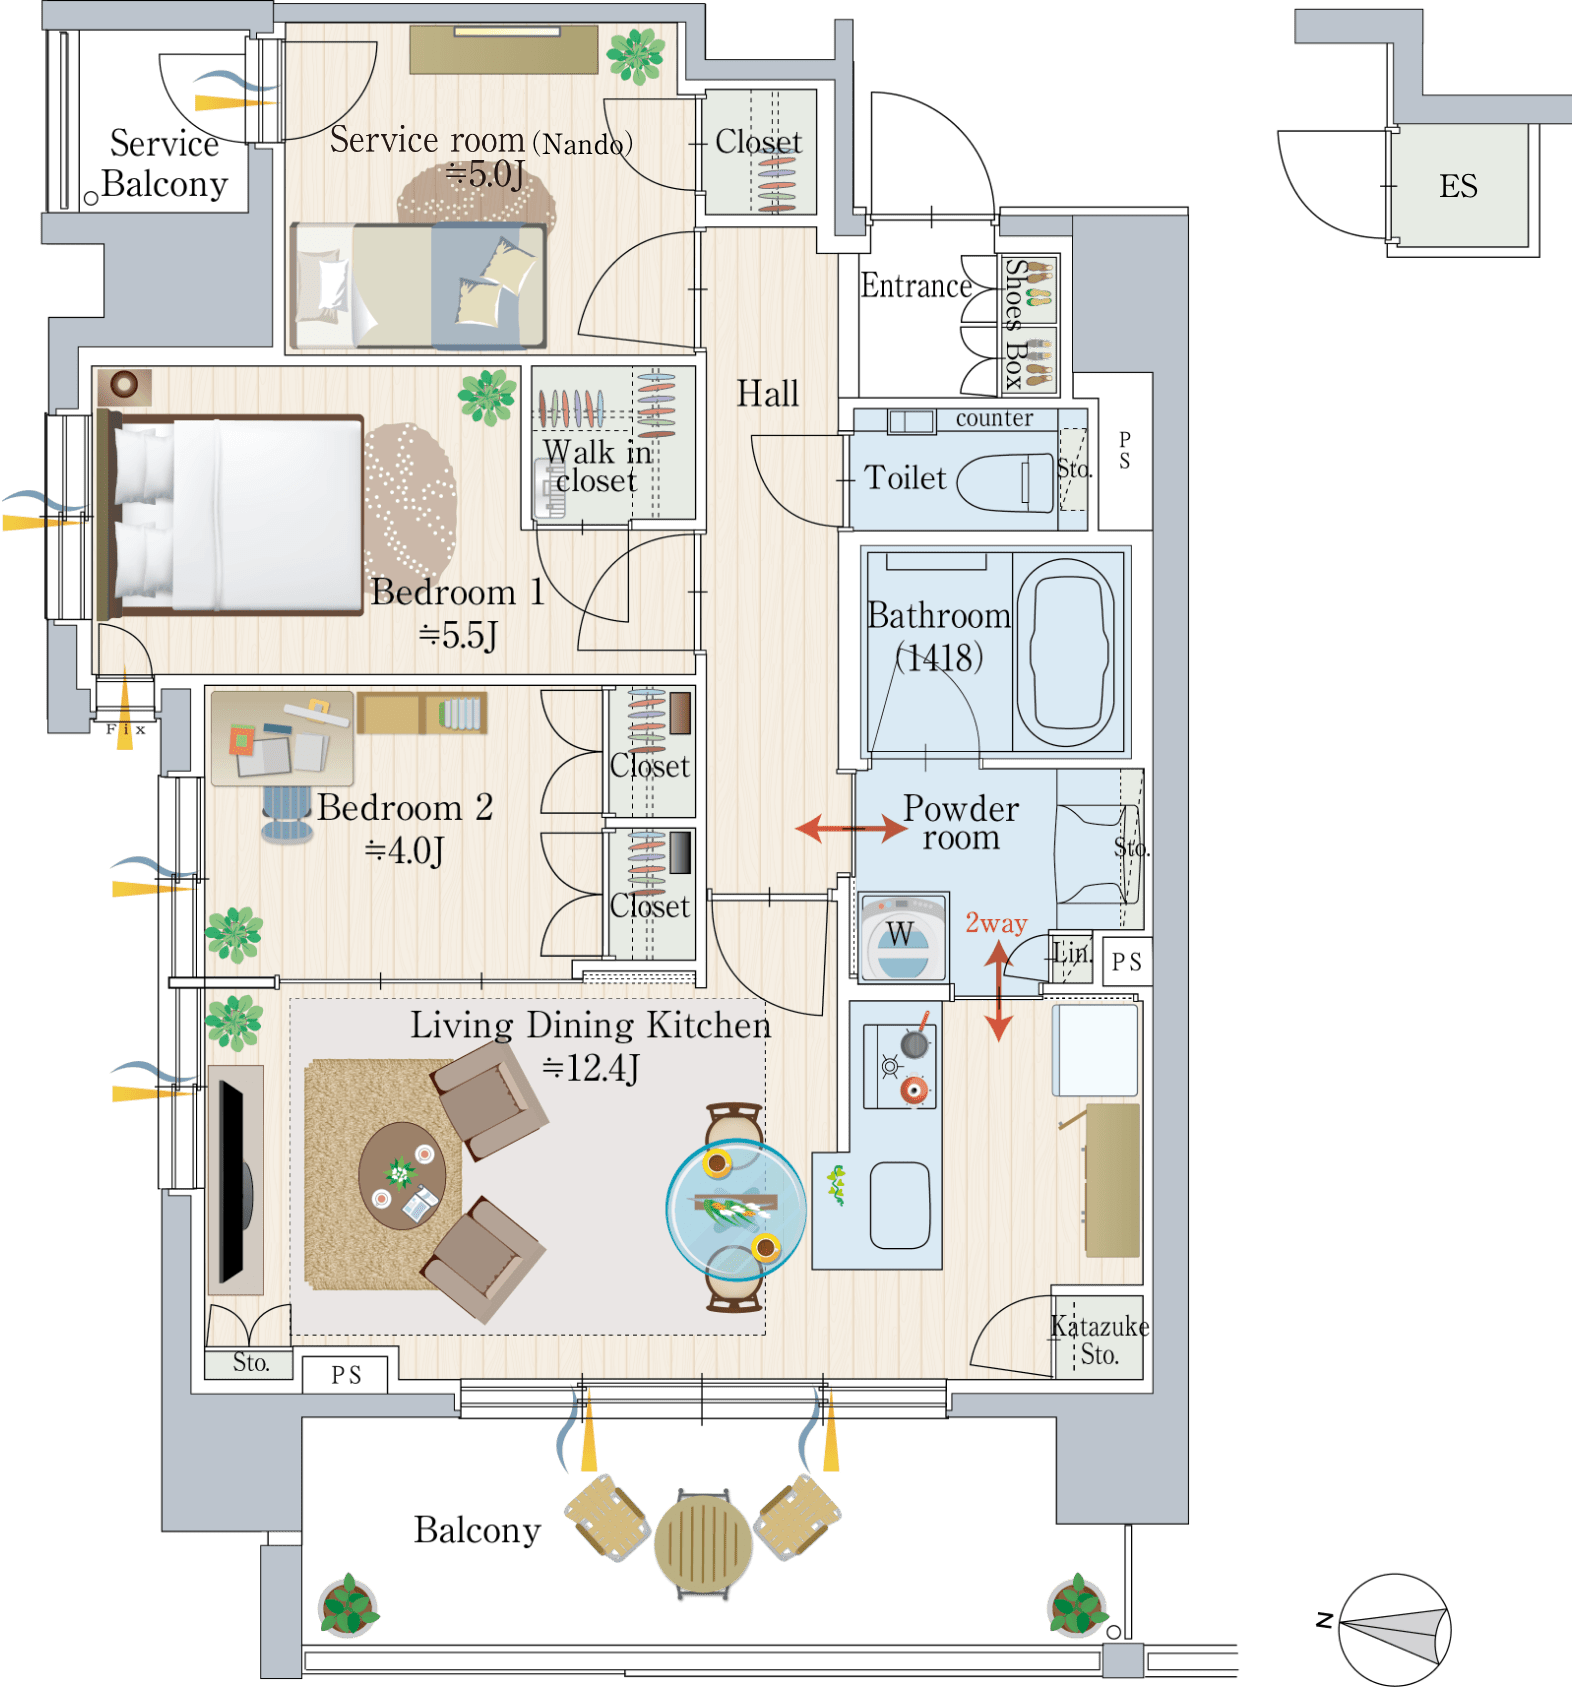 Service
Balcony
Service room (Nando)
≒5.0J
Closet
ES
Entrance
Shoes Box
Hall
counter
Toilet
Sto.
P
S
Walk in
closet
Bedroom 1
≒5.5J
Bathroom
(1418)
Fix
Closet
Bedroom 2
≒4.0J
Powder
room
Sto.
Closet
W
2way
Lin.
PS
Living Dining Kitchen
≒12.4J
Katazuke
Sto.
Sto.
PS
Balcony
N